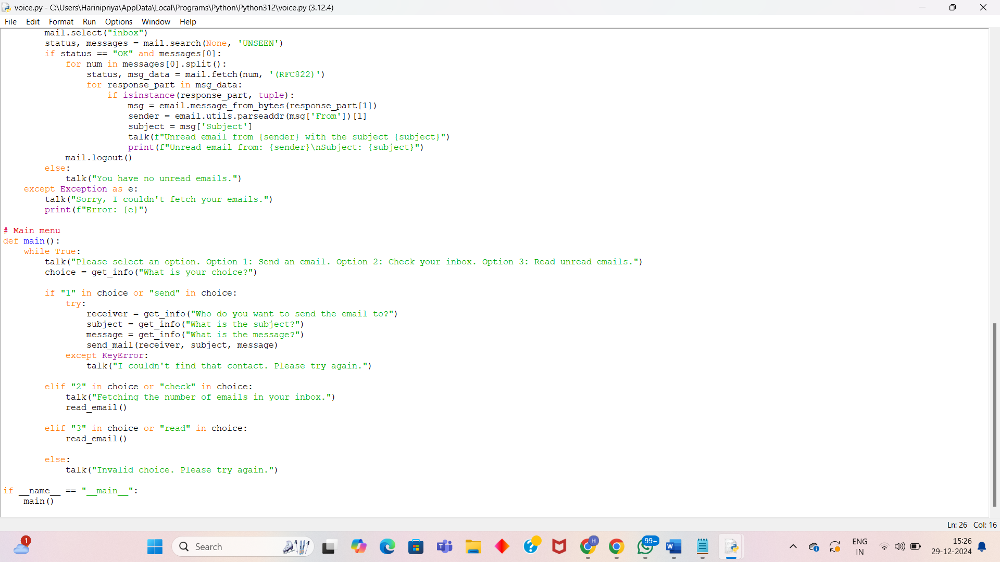 voice.py - C:\Users\Harinipriya\AppData\Local\Programs\Python\Python312\voice.py (3.12.4)
File Edit Format Run Options Window Help
        mail.select("inbox")
        status, messages = mail.search(None, 'UNSEEN')
        if status == "OK" and messages[0]:
            for num in messages[0].split():
                status, msg_data = mail.fetch(num, '(RFC822)')
                for response_part in msg_data:
                    if isinstance(response_part, tuple):
                        msg = email.message_from_bytes(response_part[1])
                        sender = email.utils.parseaddr(msg['From'])[1]
                        subject = msg['Subject']
                        talk(f"Unread email from {sender} with the subject {subject}")
                        print(f"Unread email from: {sender}\nSubject: {subject}")
            mail.logout()
        else:
            talk("You have no unread emails.")
    except Exception as e:
        talk("Sorry, I couldn't fetch your emails.")
        print(f"Error: {e}")

# Main menu
def main():
    while True:
        talk("Please select an option. Option 1: Send an email. Option 2: Check your inbox. Option 3: Read unread emails.")
        choice = get_info("What is your choice?")

        if "1" in choice or "send" in choice:
            try:
                receiver = get_info("Who do you want to send the email to?")
                subject = get_info("What is the subject?")
                message = get_info("What is the message?")
                send_mail(receiver, subject, message)
            except KeyError:
                talk("I couldn't find that contact. Please try again.")

        elif "2" in choice or "check" in choice:
            talk("Fetching the number of emails in your inbox.")
            read_email()

        elif "3" in choice or "read" in choice:
            read_email()

        else:
            talk("Invalid choice. Please try again.")

if __name__ == "__main__":
    main()
Ln: 26 Col: 16
1
Search
H
99+
W
ENG
IN
15:26
29-12-2024